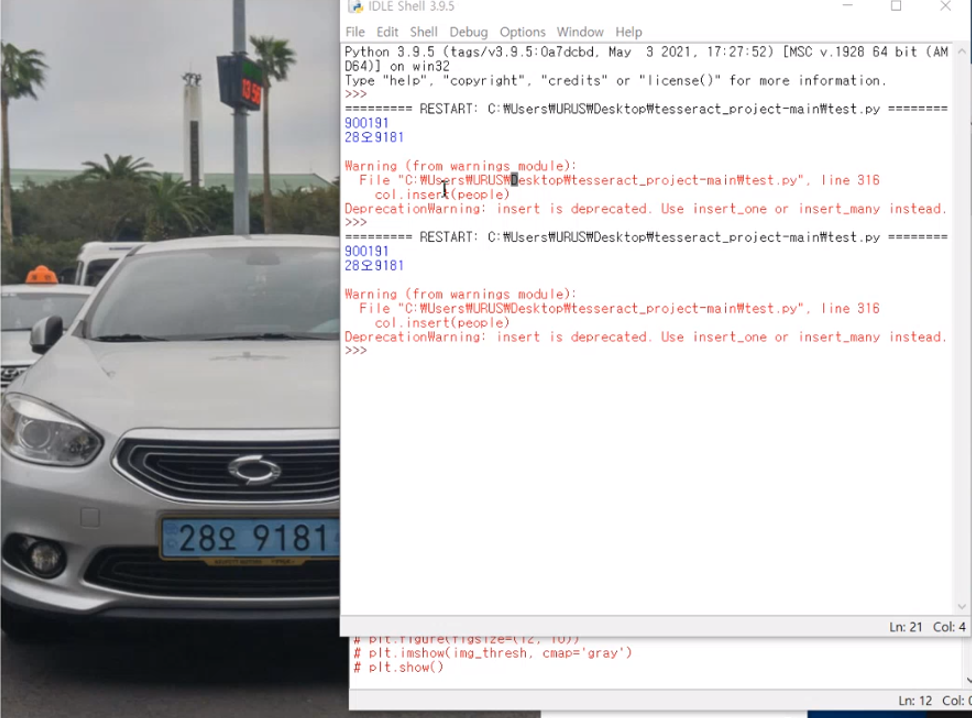 IDLE Shell 3.9.5
File Edit Shell Debug Options Window Help
Python 3.9.5 (tags/v3.9.5:0a7dcbd, May  3 2021, 17:27:52) [MSC v.1928 64 bit (AM
D64)] on win32
Type "help", "copyright", "credits" or "license()" for more information.
>>>
========= RESTART: C:₩Users₩URUS₩Desktop₩tesseract_project-main₩test.py ========
900191
28오9181
Warning (from warnings module):
File "C:₩Users₩URUS₩Desktop₩tesseract_project-main₩test.py", line 316
col.insert(people)
DeprecationWarning: insert is deprecated. Use insert_one or insert_many instead.
>>>
========= RESTART: C:₩Users₩URUS₩Desktop₩tesseract_project-main₩test.py ========
900191
28오9181
Warning (from warnings module):
File "C:₩Users₩URUS₩Desktop₩tesseract_project-main₩test.py", line 316
col.insert(people)
DeprecationWarning: insert is deprecated. Use insert_one or insert_many instead.
>>>
Ln: 21 Col: 4
# plt.figure(figsize=(12, 10))
# plt.imshow(img_thresh, cmap='gray')
# plt.show()
Ln: 12 Col: 0
28오 9181